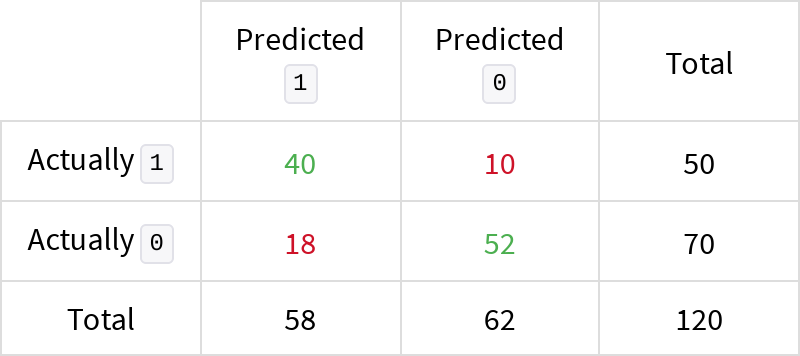 Predicted Predicted Total
1 0
Actually 1 40 10 50
Actually 0 18 52 70
Total 58 62 120